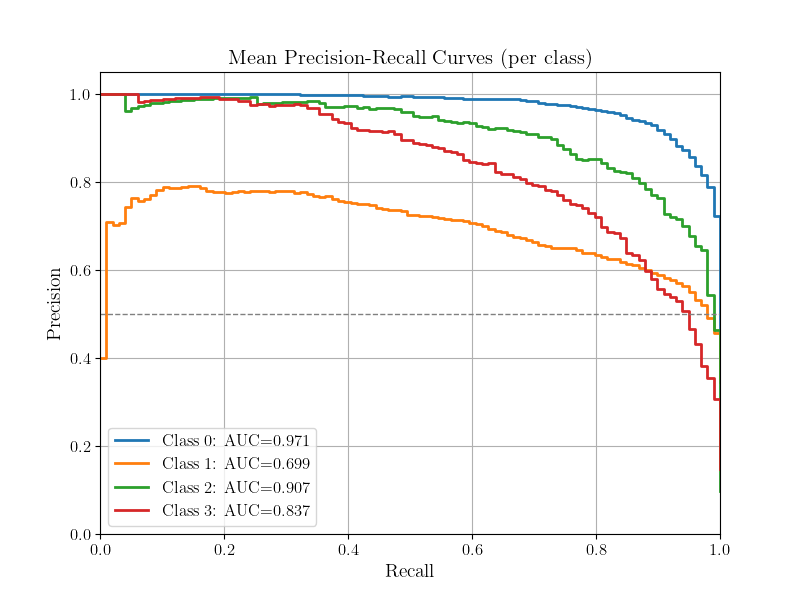 Mean Precision-Recall Curves (per class)
1.0
0.8
0.6
0.4
0.2
0.0
Precision
Class 0: AUC=0.971
Class 1: AUC=0.699
Class 2: AUC=0.907
Class 3: AUC=0.837
0.0 0.2 0.4 0.6 0.8 1.0
Recall